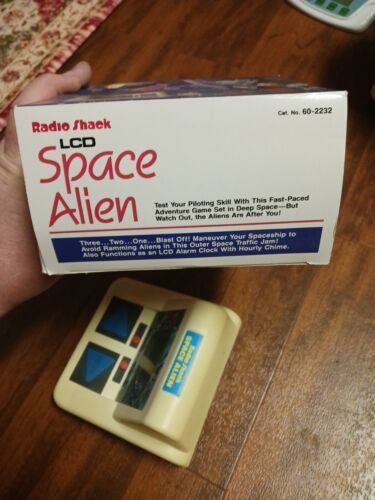 Radio Shack
Cat. No. 60-2232
LCD
Space
Alien
Test Your Piloting Skill With This Fast-Paced
Adventure Game Set in Deep Space—But
Watch Out, the Aliens Are After You!
Three...Two...One...Blast Off! Maneuver Your Spaceship to
Avoid Ramming Aliens in This Outer Space Traffic Jam!
Also Functions as an LCD Alarm Clock With Hourly Chime.
Radio Shack
SPACE ALIEN